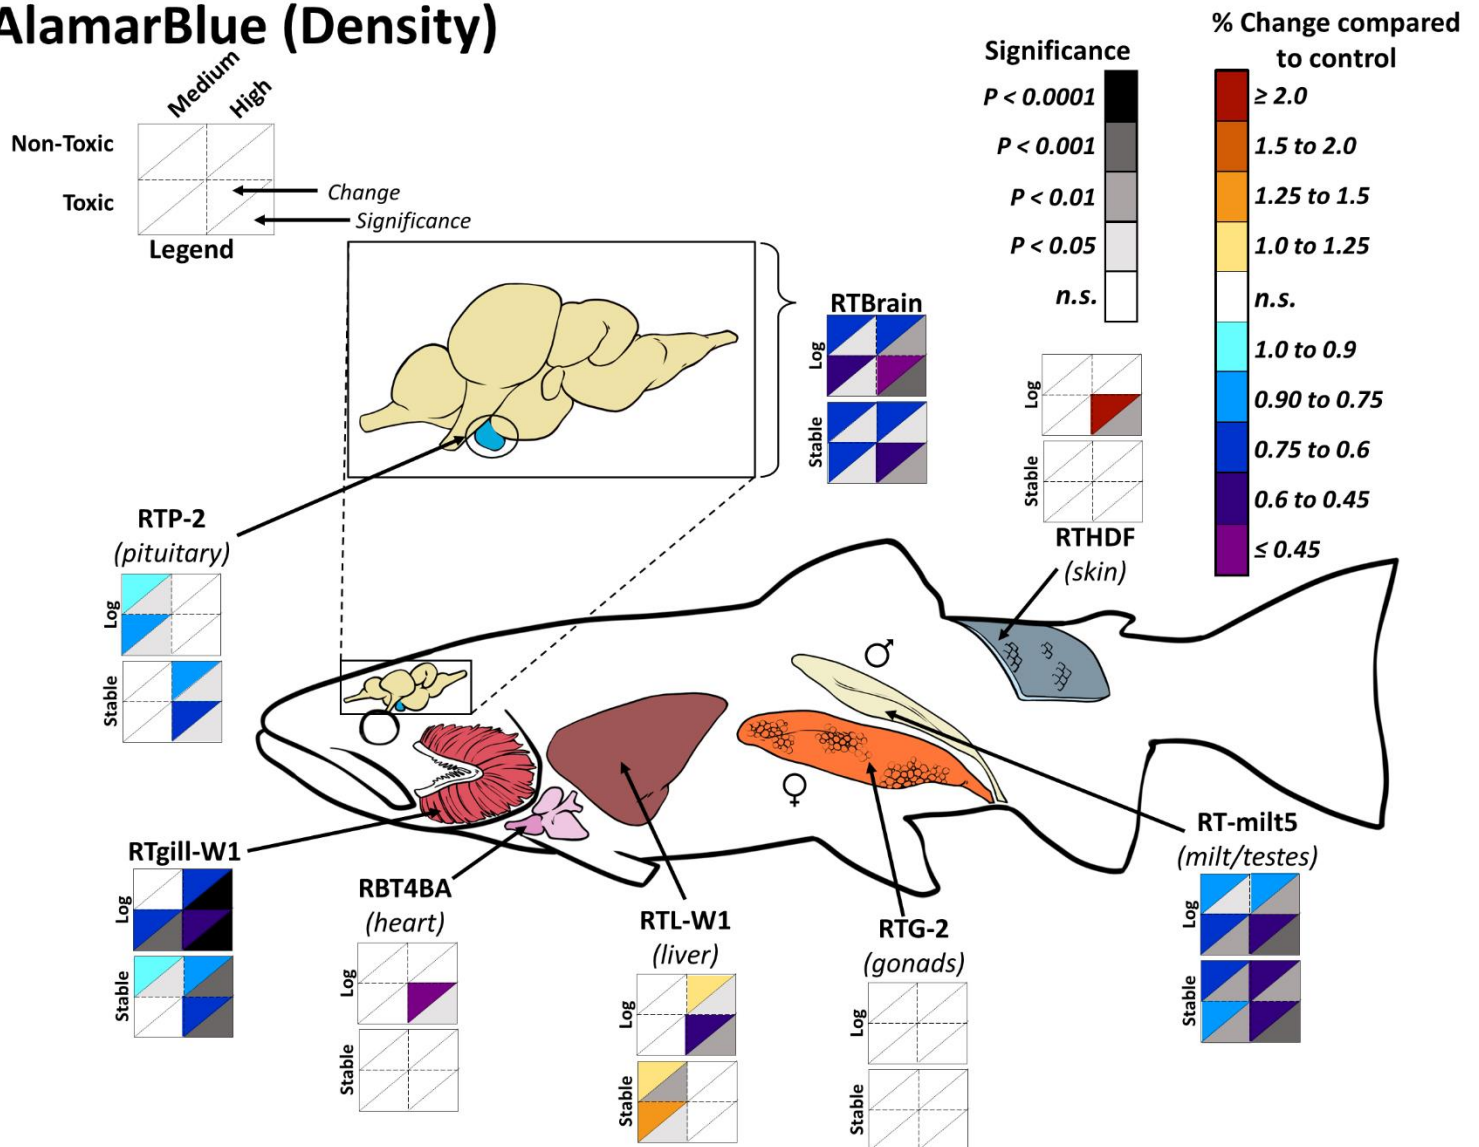 AlamarBlue (Density)
Medium
High
Non-Toxic
Toxic
Change
Significance
Legend
Significance
P < 0.0001
P < 0.001
P < 0.01
P < 0.05
n.s.
% Change compared
to control
≥ 2.0
1.5 to 2.0
1.25 to 1.5
1.0 to 1.25
n.s.
1.0 to 0.9
0.90 to 0.75
0.75 to 0.6
0.6 to 0.45
≤ 0.45
RTBrain
Log
Stable
Log
Stable
RTHDF
(skin)
RTP-2
(pituitary)
Log
Stable
♂
♀
RTgill-W1
Log
Stable
RBT4BA
(heart)
Log
Stable
RTL-W1
(liver)
Log
Stable
RTG-2
(gonads)
Log
Stable
RT-milt5
(milt/testes)
Log
Stable